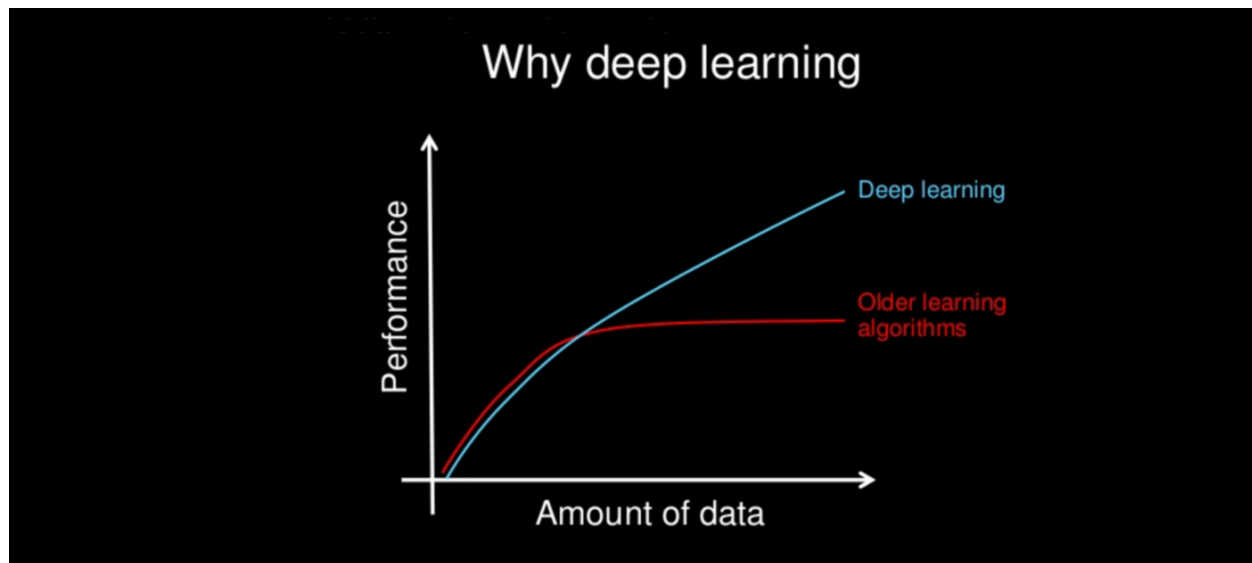 Why deep learning
Performance
Deep learning
Older learning
algorithms
Amount of data